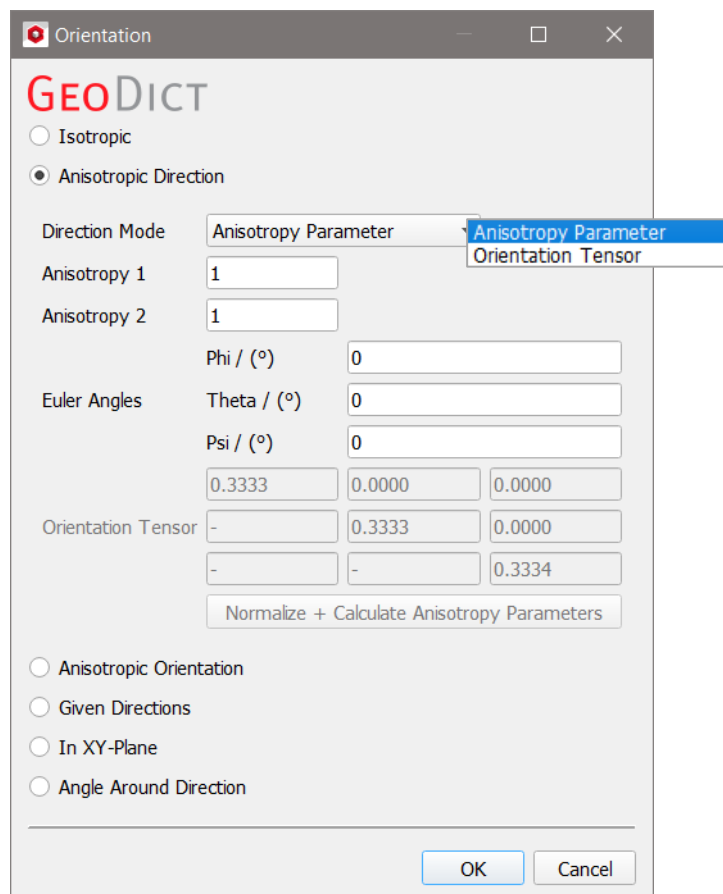 Orientation
GEODICT
Isotropic
Anisotropic Direction
Direction Mode Anisotropy Parameter Anisotropy Parameter
Orientation Tensor
Anisotropy 1 1
Anisotropy 2 1
Phi / (°) 0
Euler Angles Theta / (°) 0
Psi / (°) 0
0.3333 0.0000 0.0000
Orientation Tensor - 0.3333 0.0000
- - 0.3334
Normalize + Calculate Anisotropy Parameters
Anisotropic Orientation
Given Directions
In XY-Plane
Angle Around Direction
OK Cancel